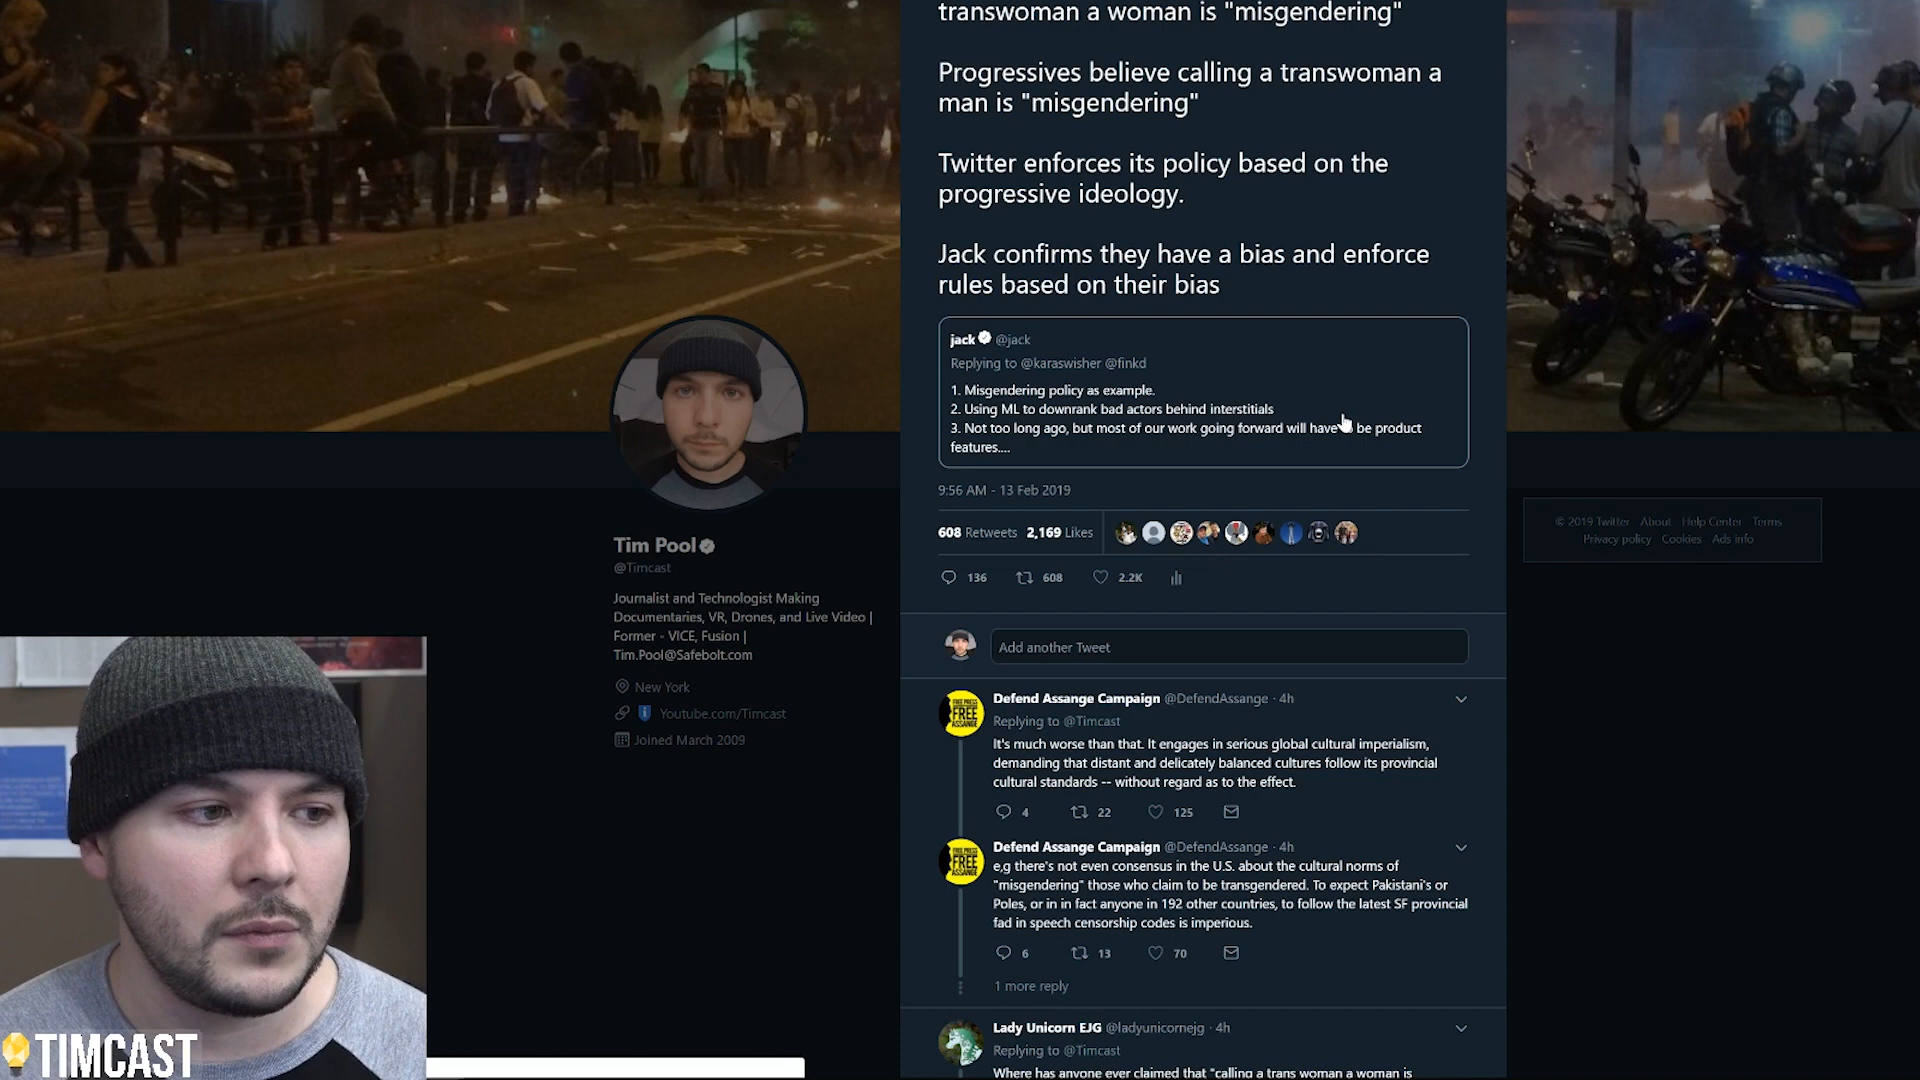 transwoman a woman is "misgendering"
Progressives believe calling a transwoman a
man is "misgendering"
Twitter enforces its policy based on the
progressive ideology.
Jack confirms they have a bias and enforce
rules based on their bias
jack @jack
Replying to @karaswisher @finkd
1. Misgendering policy as example.
2. Using ML to downrank bad actors behind interstitials
3. Not too long ago, but most of our work going forward will have be product
features....
9:56 AM - 13 Feb 2019
608 Retweets 2,169 Likes
136 608 2.2K
Add another Tweet
Defend Assange Campaign @DefendAssange · 4h
Replying to @Timcast
It's much worse than that. It engages in serious global cultural imperialism,
demanding that distant and delicately balanced cultures follow its provincial
cultural standards -- without regard as to the effect.
4 22 125
Defend Assange Campaign @DefendAssange · 4h
e,g there's not even consensus in the U.S. about the cultural norms of
"misgendering" those who claim to be transgendered. To expect Pakistani's or
Poles, or in in fact anyone in 192 other countries, to follow the latest SF provincial
fad in speech censorship codes is imperious.
6 13 70
1 more reply
Lady Unicorn EJG @ladyunicornejg · 4h
Replying to @Timcast
Where has anyone ever claimed that "calling a trans woman a woman is
FREE PRESS
FREE
ASSANGE
FREE PRESS
FREE
ASSANGE
Tim Pool
@Timcast
Journalist and Technologist Making
Documentaries, VR, Drones, and Live Video |
Former - VICE, Fusion |
Tim.Pool@Safebolt.com
New York
Youtube.com/Timcast
Joined March 2009
© 2019 Twitter About Help Center Terms
Privacy policy Cookies Ads info
TIMCAST